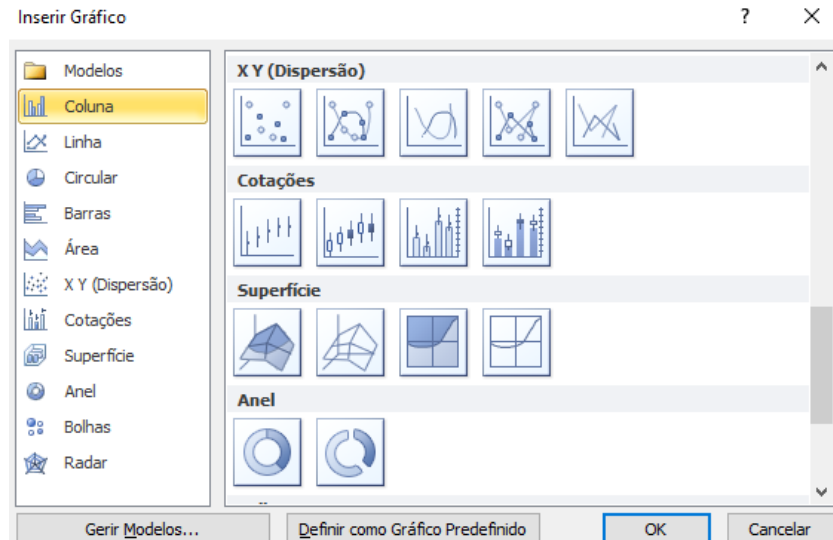 Inserir Gráfico
?
Modelos
Coluna
Linha
Circular
Barras
Área
X Y (Dispersão)
Cotações
Superfície
Anel
Bolhas
Radar
X Y (Dispersão)
Cotações
Superfície
Anel
Gerir Modelos...
Definir como Gráfico Predefinido
OK
Cancelar